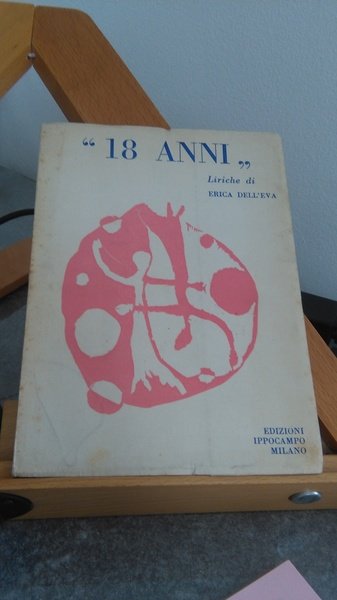 “ 18 ANNI „
Liriche di
ERICA DELL'EVA
EDIZIONI
IPPOCAMPO
MILANO